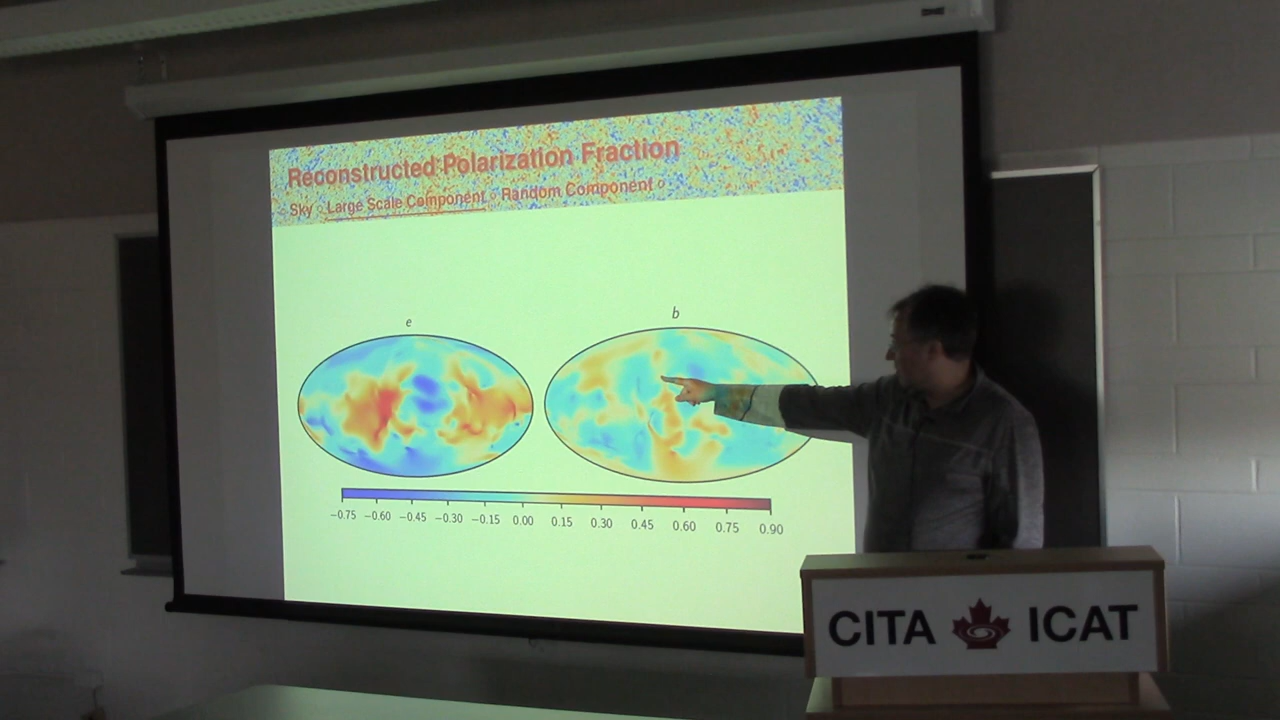 Reconstructed Polarization Fraction
Sky ◦ Large Scale Component ◦ Random Component ◦
e
b
−0.75 −0.60 −0.45 −0.30 −0.15 0.00 0.15 0.30 0.45 0.60 0.75 0.90
CITA ICAT